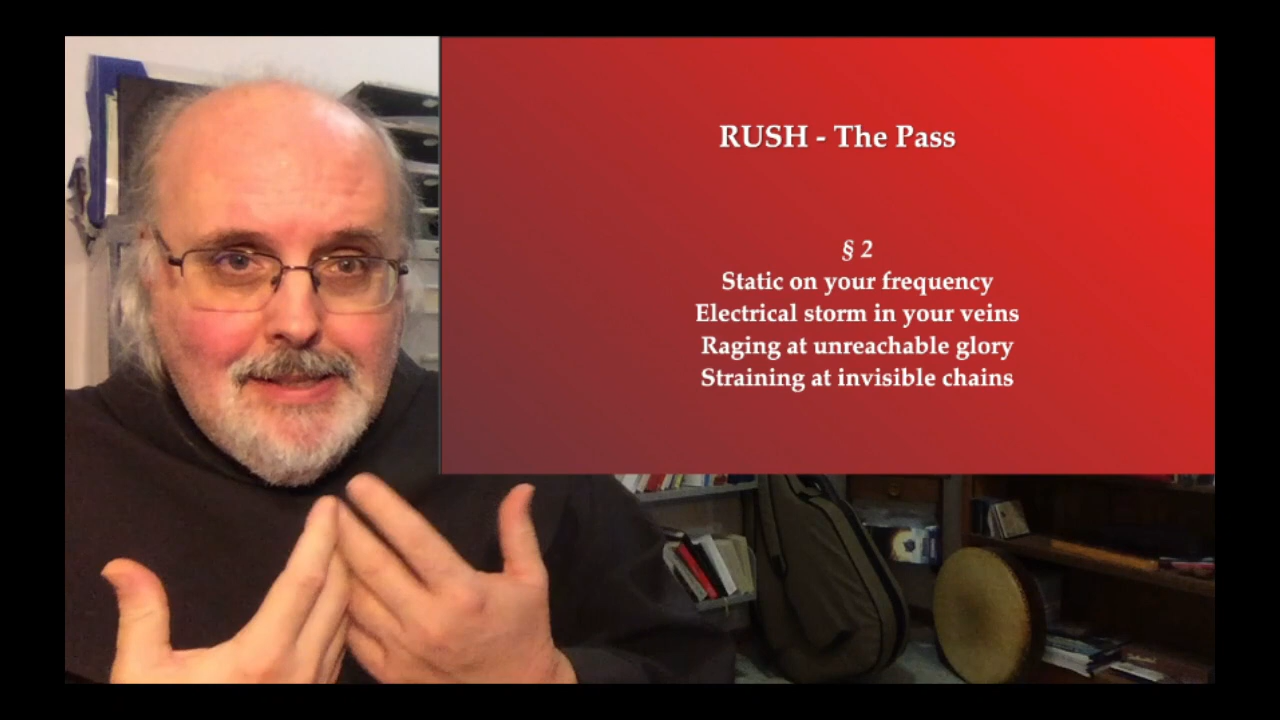 RUSH - The Pass
§ 2
Static on your frequency
Electrical storm in your veins
Raging at unreachable glory
Straining at invisible chains